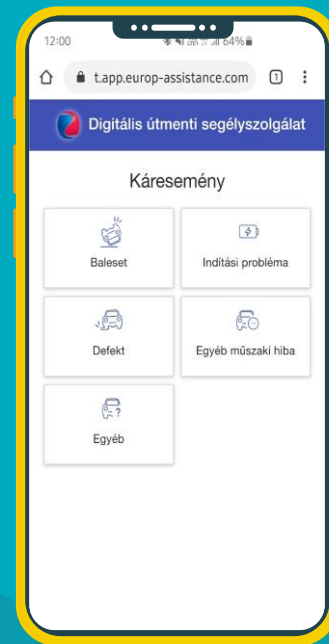 12:00
64%
t.app.europ-assistance.com
1
Digitális útmenti segélyszolgálat
Káresemény
Baleset
Indítási probléma
Defekt
Egyéb műszaki hiba
?
Egyéb